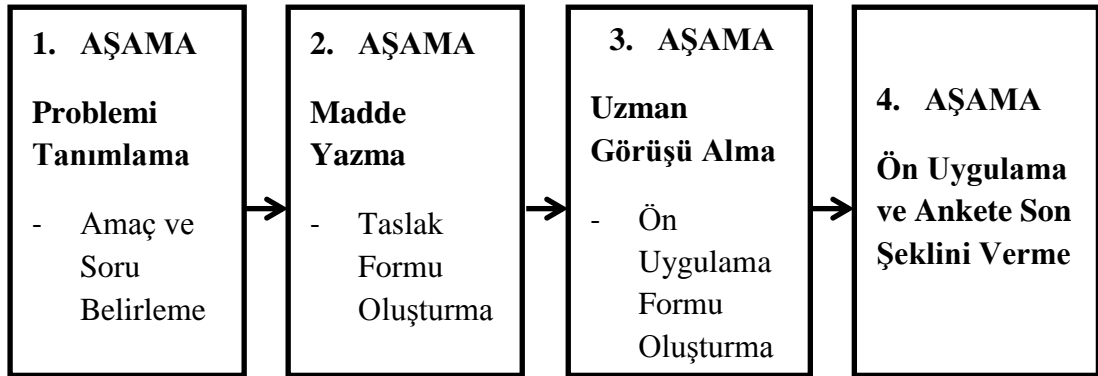 1. AŞAMA
Problemi
Tanımlama
- Amaç ve
Soru
Belirleme
2. AŞAMA
Madde
Yazma
- Taslak
Formu
Oluşturma
3. AŞAMA
Uzman
Görüşü Alma
- Ön
Uygulama
Formu
Oluşturma
4. AŞAMA
Ön Uygulama
ve Ankete Son
Şeklini Verme